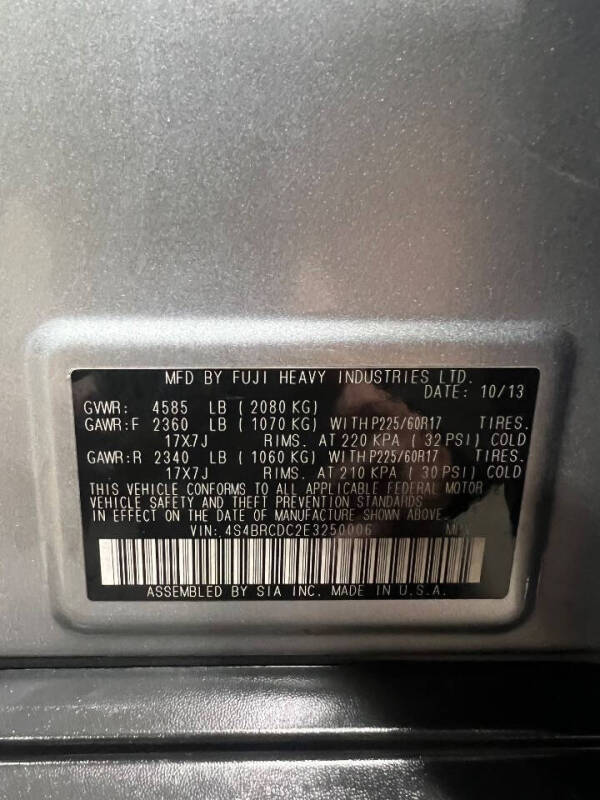 MFD BY FUJI HEAVY INDUSTRIES LTD.
DATE: 10/13
GVWR: 4585 LB (2080 KG)
GAWR:F 2360 LB (1070 KG) WITH P225/60R17 TIRES.
17X7J RIMS. AT 220 KPA (32 PSI) COLD
GAWR:R 2340 LB (1060 KG) WITH P225/60R17 TIRES.
17X7J RIMS. AT 210 KPA (30 PSI) COLD
THIS VEHICLE CONFORMS TO ALL APPLICABLE FEDERAL MOTOR
VEHICLE SAFETY AND THEFT PREVENTION STANDARDS
IN EFFECT ON THE DATE OF MANUFACTURE SHOWN ABOVE.
VIN: 4S4BRCDC2E3250006
ASSEMBLED BY SIA INC. MADE IN U.S.A.